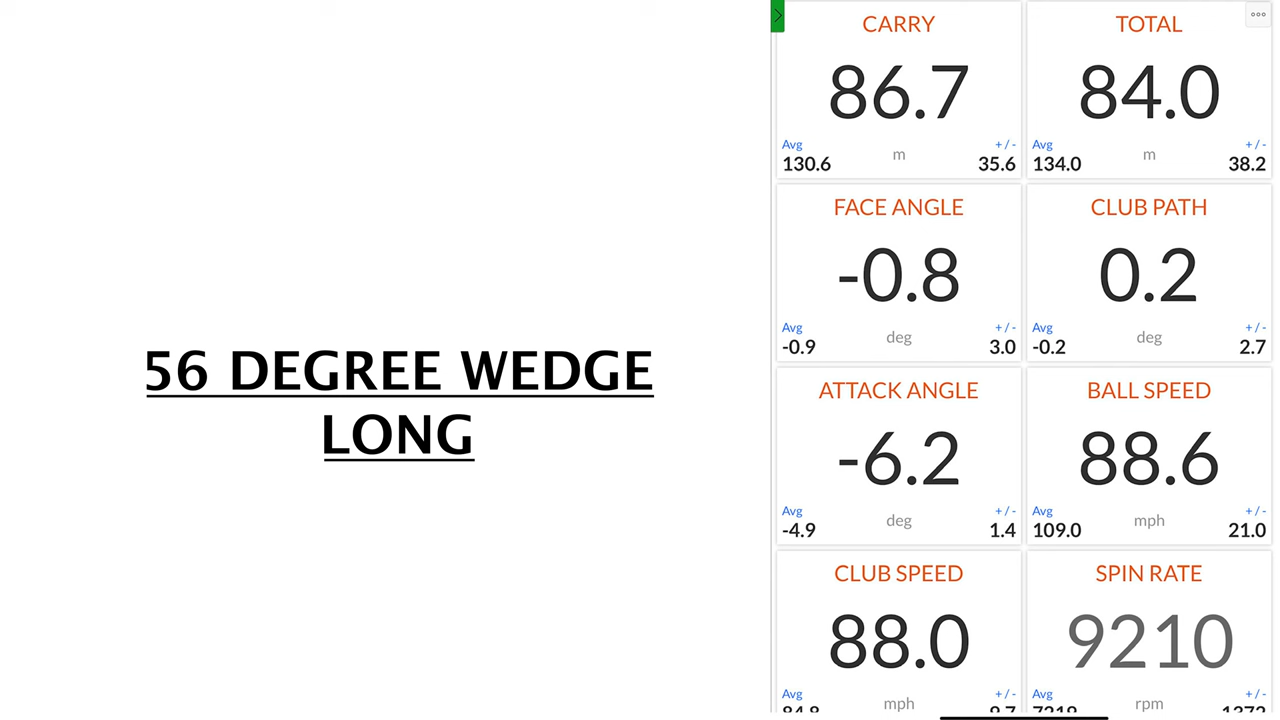 56 DEGREE WEDGE
LONG
CARRY
86.7
Avg
130.6
m
+ / -
35.6
TOTAL
84.0
Avg
134.0
m
+ / -
38.2
FACE ANGLE
-0.8
Avg
-0.9
deg
+ / -
3.0
CLUB PATH
0.2
Avg
-0.2
deg
+ / -
2.7
ATTACK ANGLE
-6.2
Avg
-4.9
deg
+ / -
1.4
BALL SPEED
88.6
Avg
109.0
mph
+ / -
21.0
CLUB SPEED
88.0
Avg
mph
+ / -
SPIN RATE
9210
Avg
rpm
+ / -